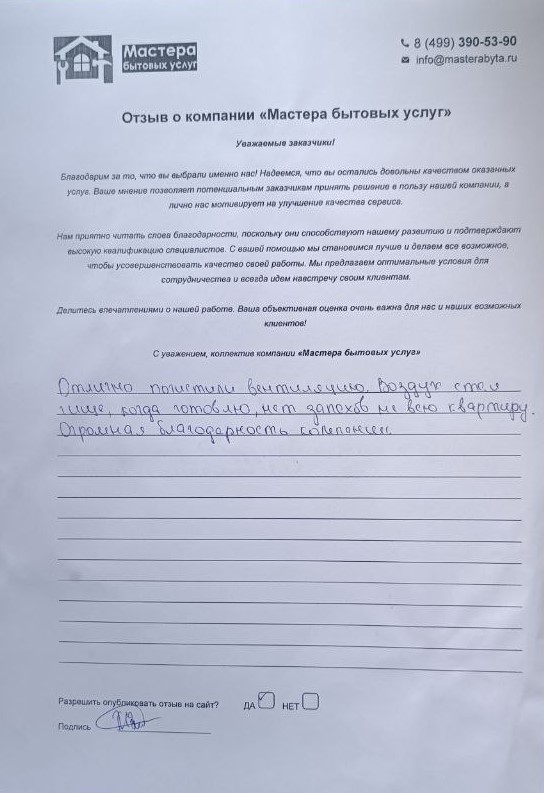 Мастера
бытовых услуг
8 (499) 390-53-90
info@masterabyta.ru
Отзыв о компании «Мастера бытовых услуг»
Уважаемые заказчики!
Благодарим за то, что вы выбрали именно нас! Надеемся, что вы остались довольны качеством оказанных
услуг. Ваше мнение позволяет потенциальным заказчикам принять решение в пользу нашей компании, а
лично нас мотивирует на улучшение качества сервиса.
Нам приятно читать слова благодарности, поскольку они способствуют нашему развитию и подтверждают
высокую квалификацию специалистов. С вашей помощью мы становимся лучше и делаем все возможное,
чтобы усовершенствовать качество своей работы. Мы предлагаем оптимальные условия для
сотрудничества и всегда идем навстречу своим клиентам.
Делитесь впечатлениями о нашей работе. Ваша объективная оценка очень важна для нас и наших возможных
клиентов!
С уважением, коллектив компании «Мастера бытовых услуг»
Отлично почистили вентиляцию. Воздух стал
чище, когда готовлю, нет запахов на всю квартиру.
Огромная благодарность компании.
Разрешить опубликовать отзыв на сайт? ДА НЕТ
Подпись